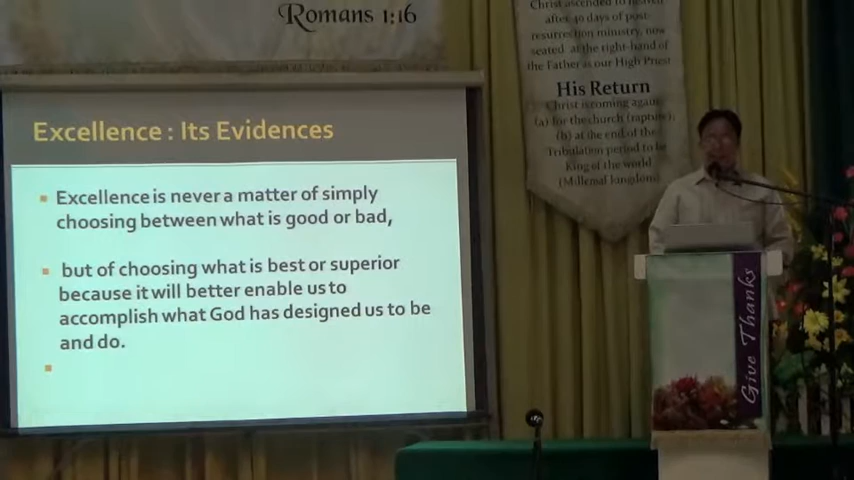 Romans 1:16
Excellence : Its Evidences
Excellence is never a matter of simply
choosing between what is good or bad,
but of choosing what is best or superior
because it will better enable us to
accomplish what God has designed us to be
and do.
Christ ascended to heaven
after 40 days of post-
resurrection ministry, now
seated at the right hand of
the Father as our High Priest
His Return
Christ is coming again
(a) for the church (rapture)
(b) at the end of the
Tribulation period to be
King of the world
(Millennial kingdom)
Give Thanks